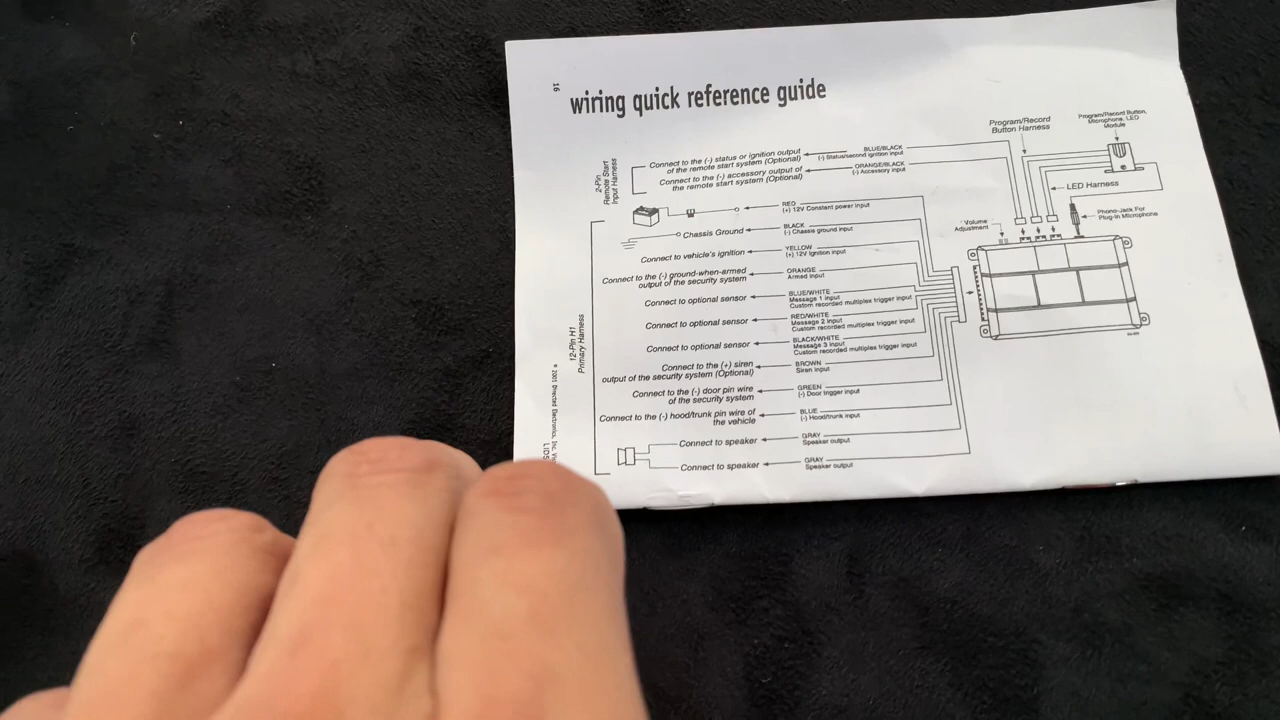 16
wiring quick reference guide
Program/Record
Button Harness
Program/Record Button,
Microphone, LED
Module
2-Pin
Remote Start
Input Harness
Connect to the (-) status or ignition output
of the remote start system (Optional)
BLUE/BLACK
(-) Status/second ignition input
Connect to the (-) accessory output of
the remote start system (Optional)
ORANGE/BLACK
(-) Accessory input
LED Harness
Phono-Jack For
Plug-In Microphone
Volume
Adjustment
12-Pin H1
Primary Harness
RED
(+) 12V Constant power input
Chassis Ground
BLACK
(-) Chassis ground input
Connect to vehicle's ignition
YELLOW
(+) 12V Ignition input
Connect to the (-) ground-when-armed
output of the security system
ORANGE
Armed input
Connect to optional sensor
BLUE/WHITE
Message 1 input
Custom recorded multiplex trigger input
Connect to optional sensor
RED/WHITE
Message 2 input
Custom recorded multiplex trigger input
Connect to optional sensor
BLACK/WHITE
Message 3 input
Custom recorded multiplex trigger input
Connect to the (+) siren
output of the security system (Optional)
BROWN
Siren input
Connect to the (-) door pin wire
of the security system
GREEN
(-) Door trigger input
Connect to the (-) hood/trunk pin wire of
the vehicle
BLUE
(-) Hood/trunk input
Connect to speaker
GRAY
Speaker output
Connect to speaker
GRAY
Speaker output
© 2001 Directed Electronics, Inc.